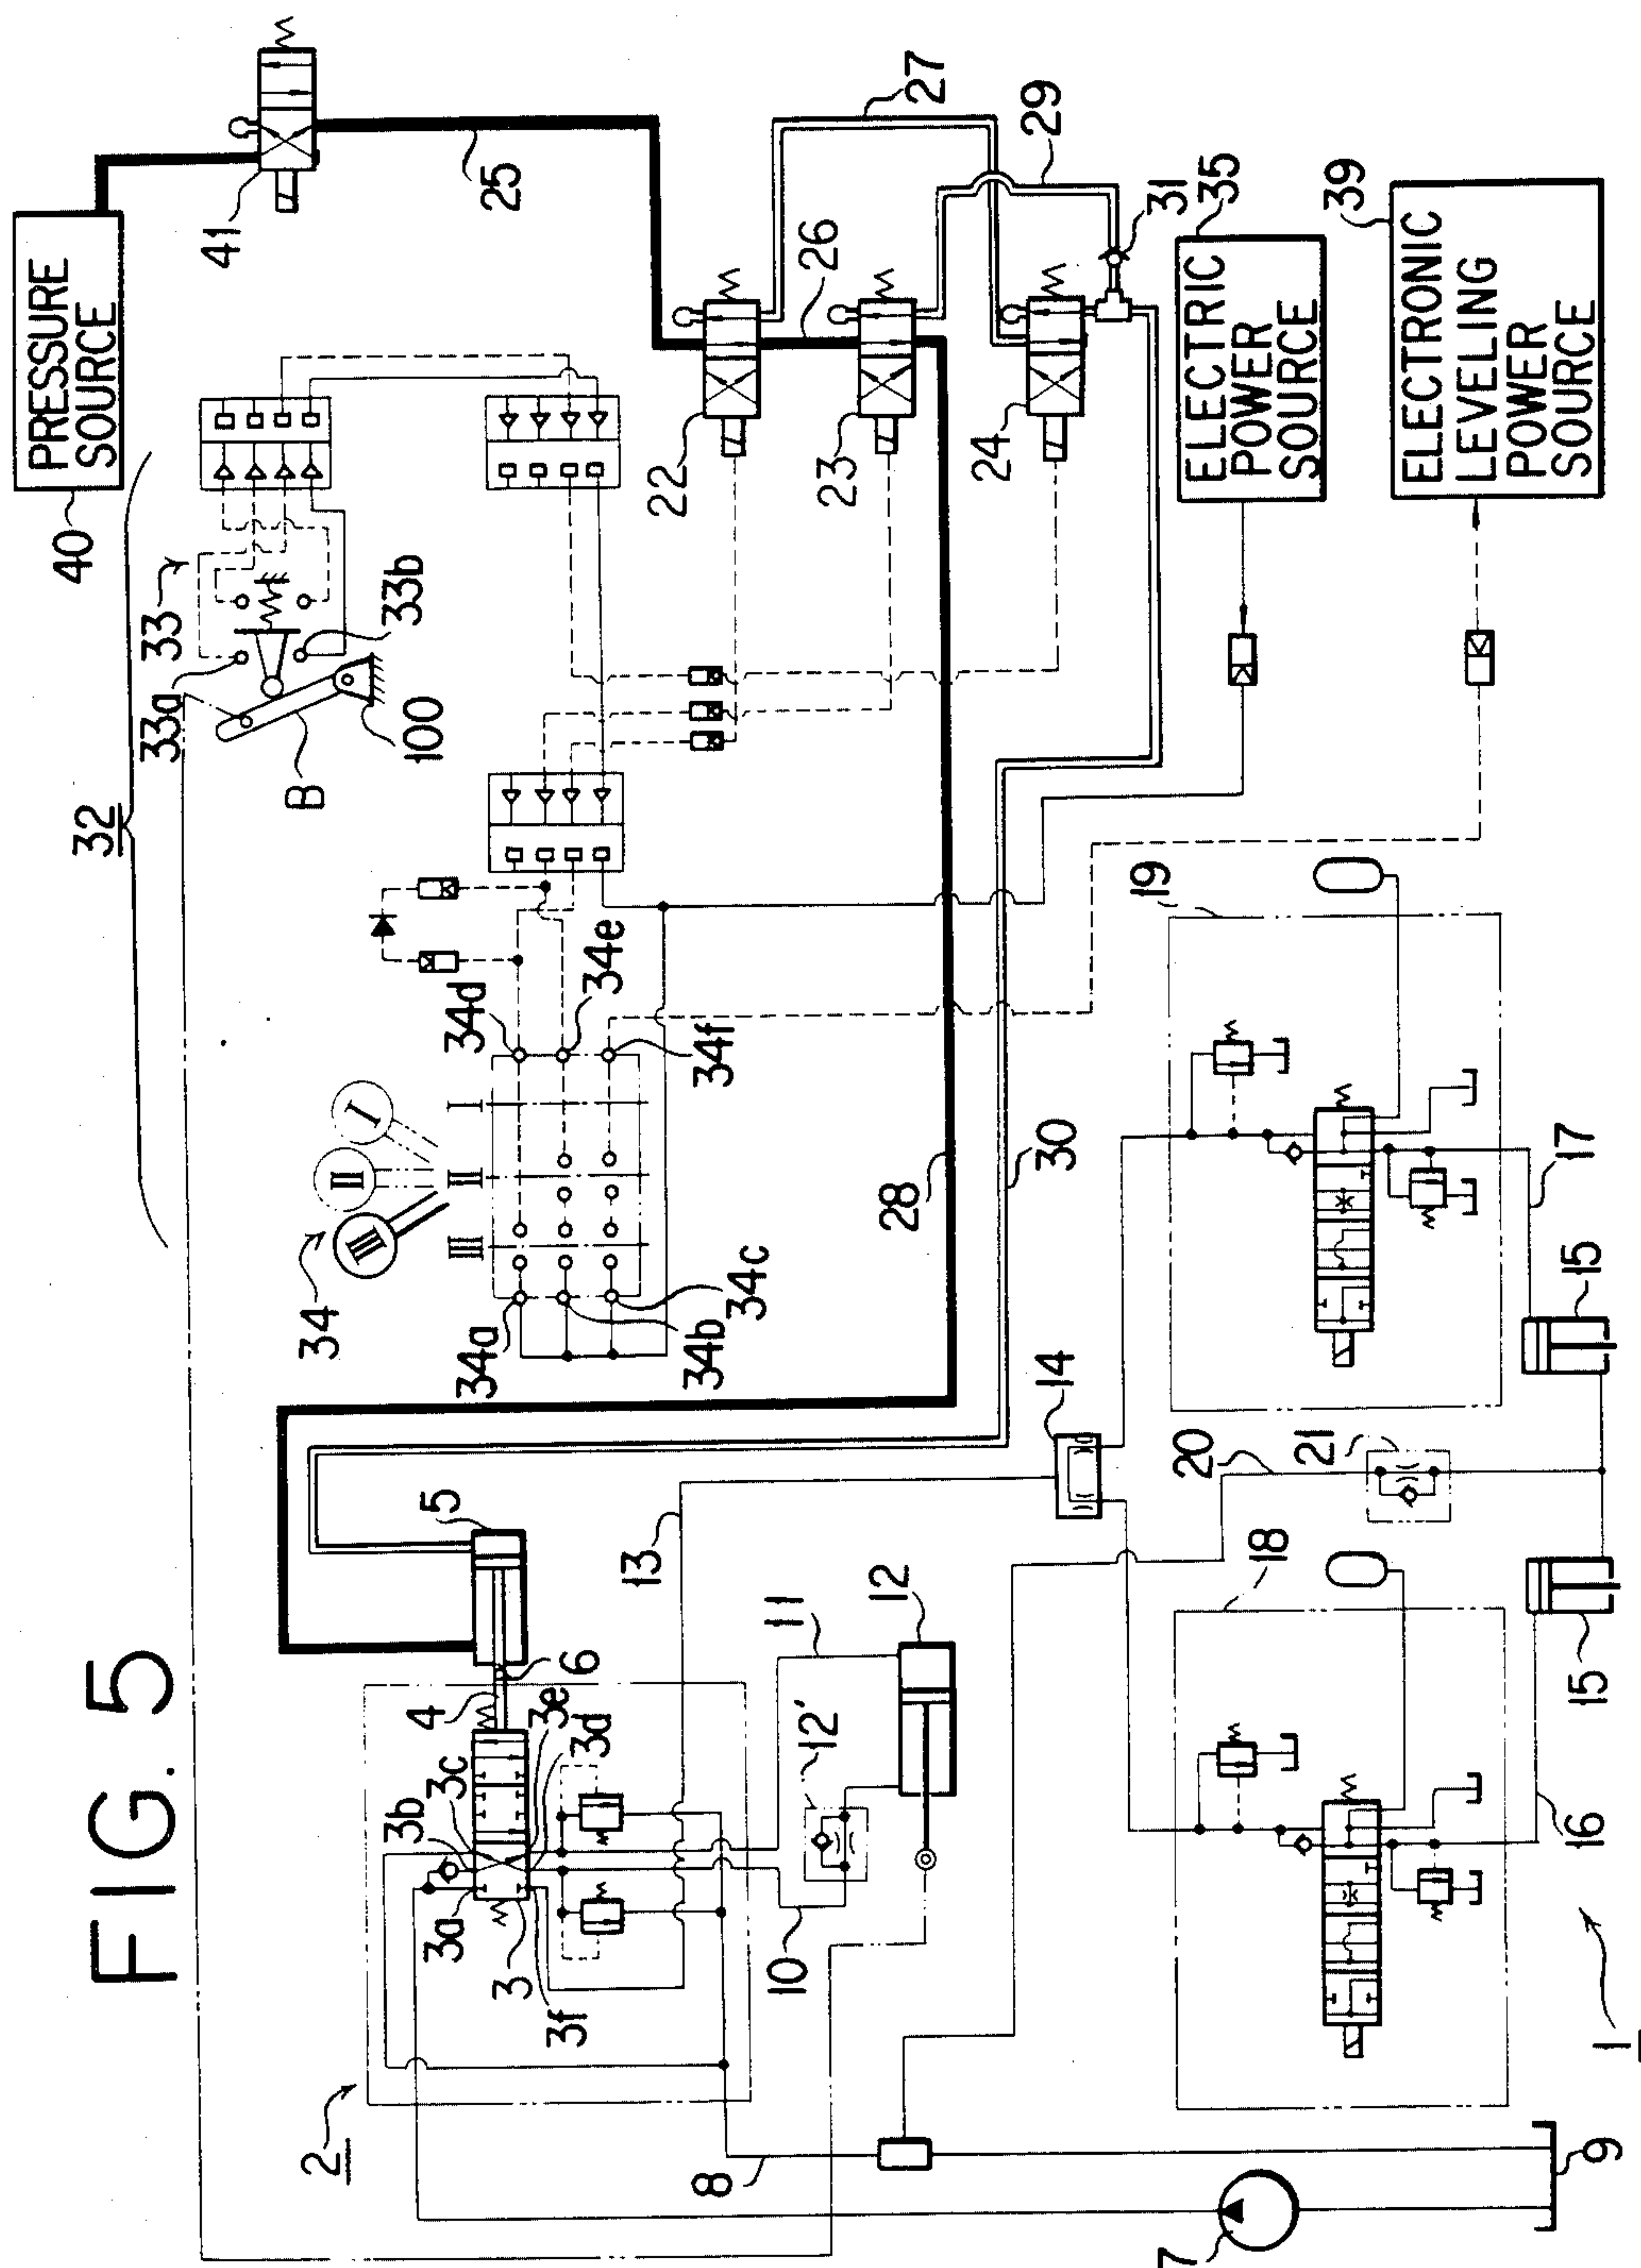 FIG. 5
PRESSURE
SOURCE
40
41
25
32
33
33a
33b
B
100
22
26
27
23
29
24
31
ELECTRIC
POWER
SOURCE
35
ELECTRONIC
LEVELING
POWER
SOURCE
39
34
I
II
III
I
II
III
34a
34b
34c
34d
34e
34f
28
30
5
6
4
3e
3d
3c
3b
3a
3
3f
2
13
14
11
12
12'
10
8
7
9
19
17
15
20
21
18
15
16
1